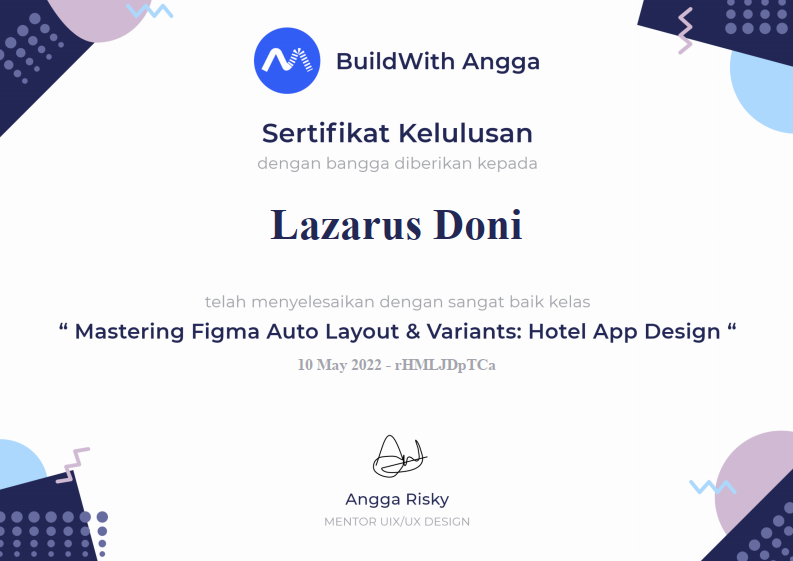 BuildWith Angga
Sertifikat Kelulusan
dengan bangga diberikan kepada
Lazarus Doni
telah menyelesaikan dengan sangat baik kelas
“ Mastering Figma Auto Layout & Variants: Hotel App Design “
10 May 2022 - rHMLJDpTCa
Angga Risky
MENTOR UIX/UX DESIGN